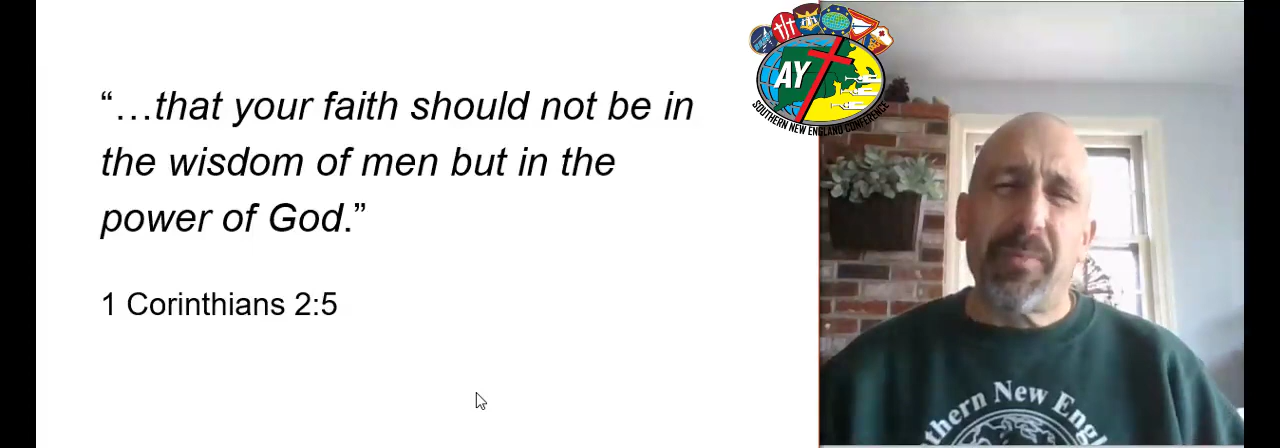 “…that your faith should not be in
the wisdom of men but in the
power of God.”
1 Corinthians 2:5
AY
SOUTHERN NEW ENGLAND CONFERENCE
thern New Eng